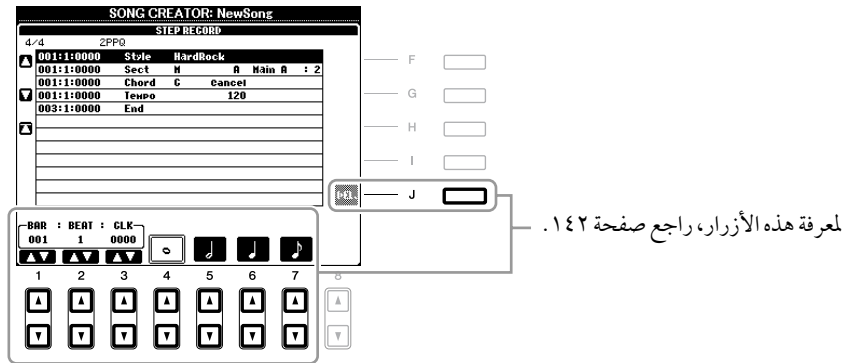 SONG CREATOR: NewSong
STEP RECORD
4/4 2PPQ
001:1:0000 Style HardRock
001:1:0000 Sect M A Main A : 2
001:1:0000 Chord C Cancel
001:1:0000 Tempo 120
003:1:0000 End
F
G
H
I
DEL. J
لمعرفة هذه الأزرار، راجع صفحة ١٤٢.
BAR : BEAT : CLK
001 1 0000
1 2 3 4 5 6 7 8